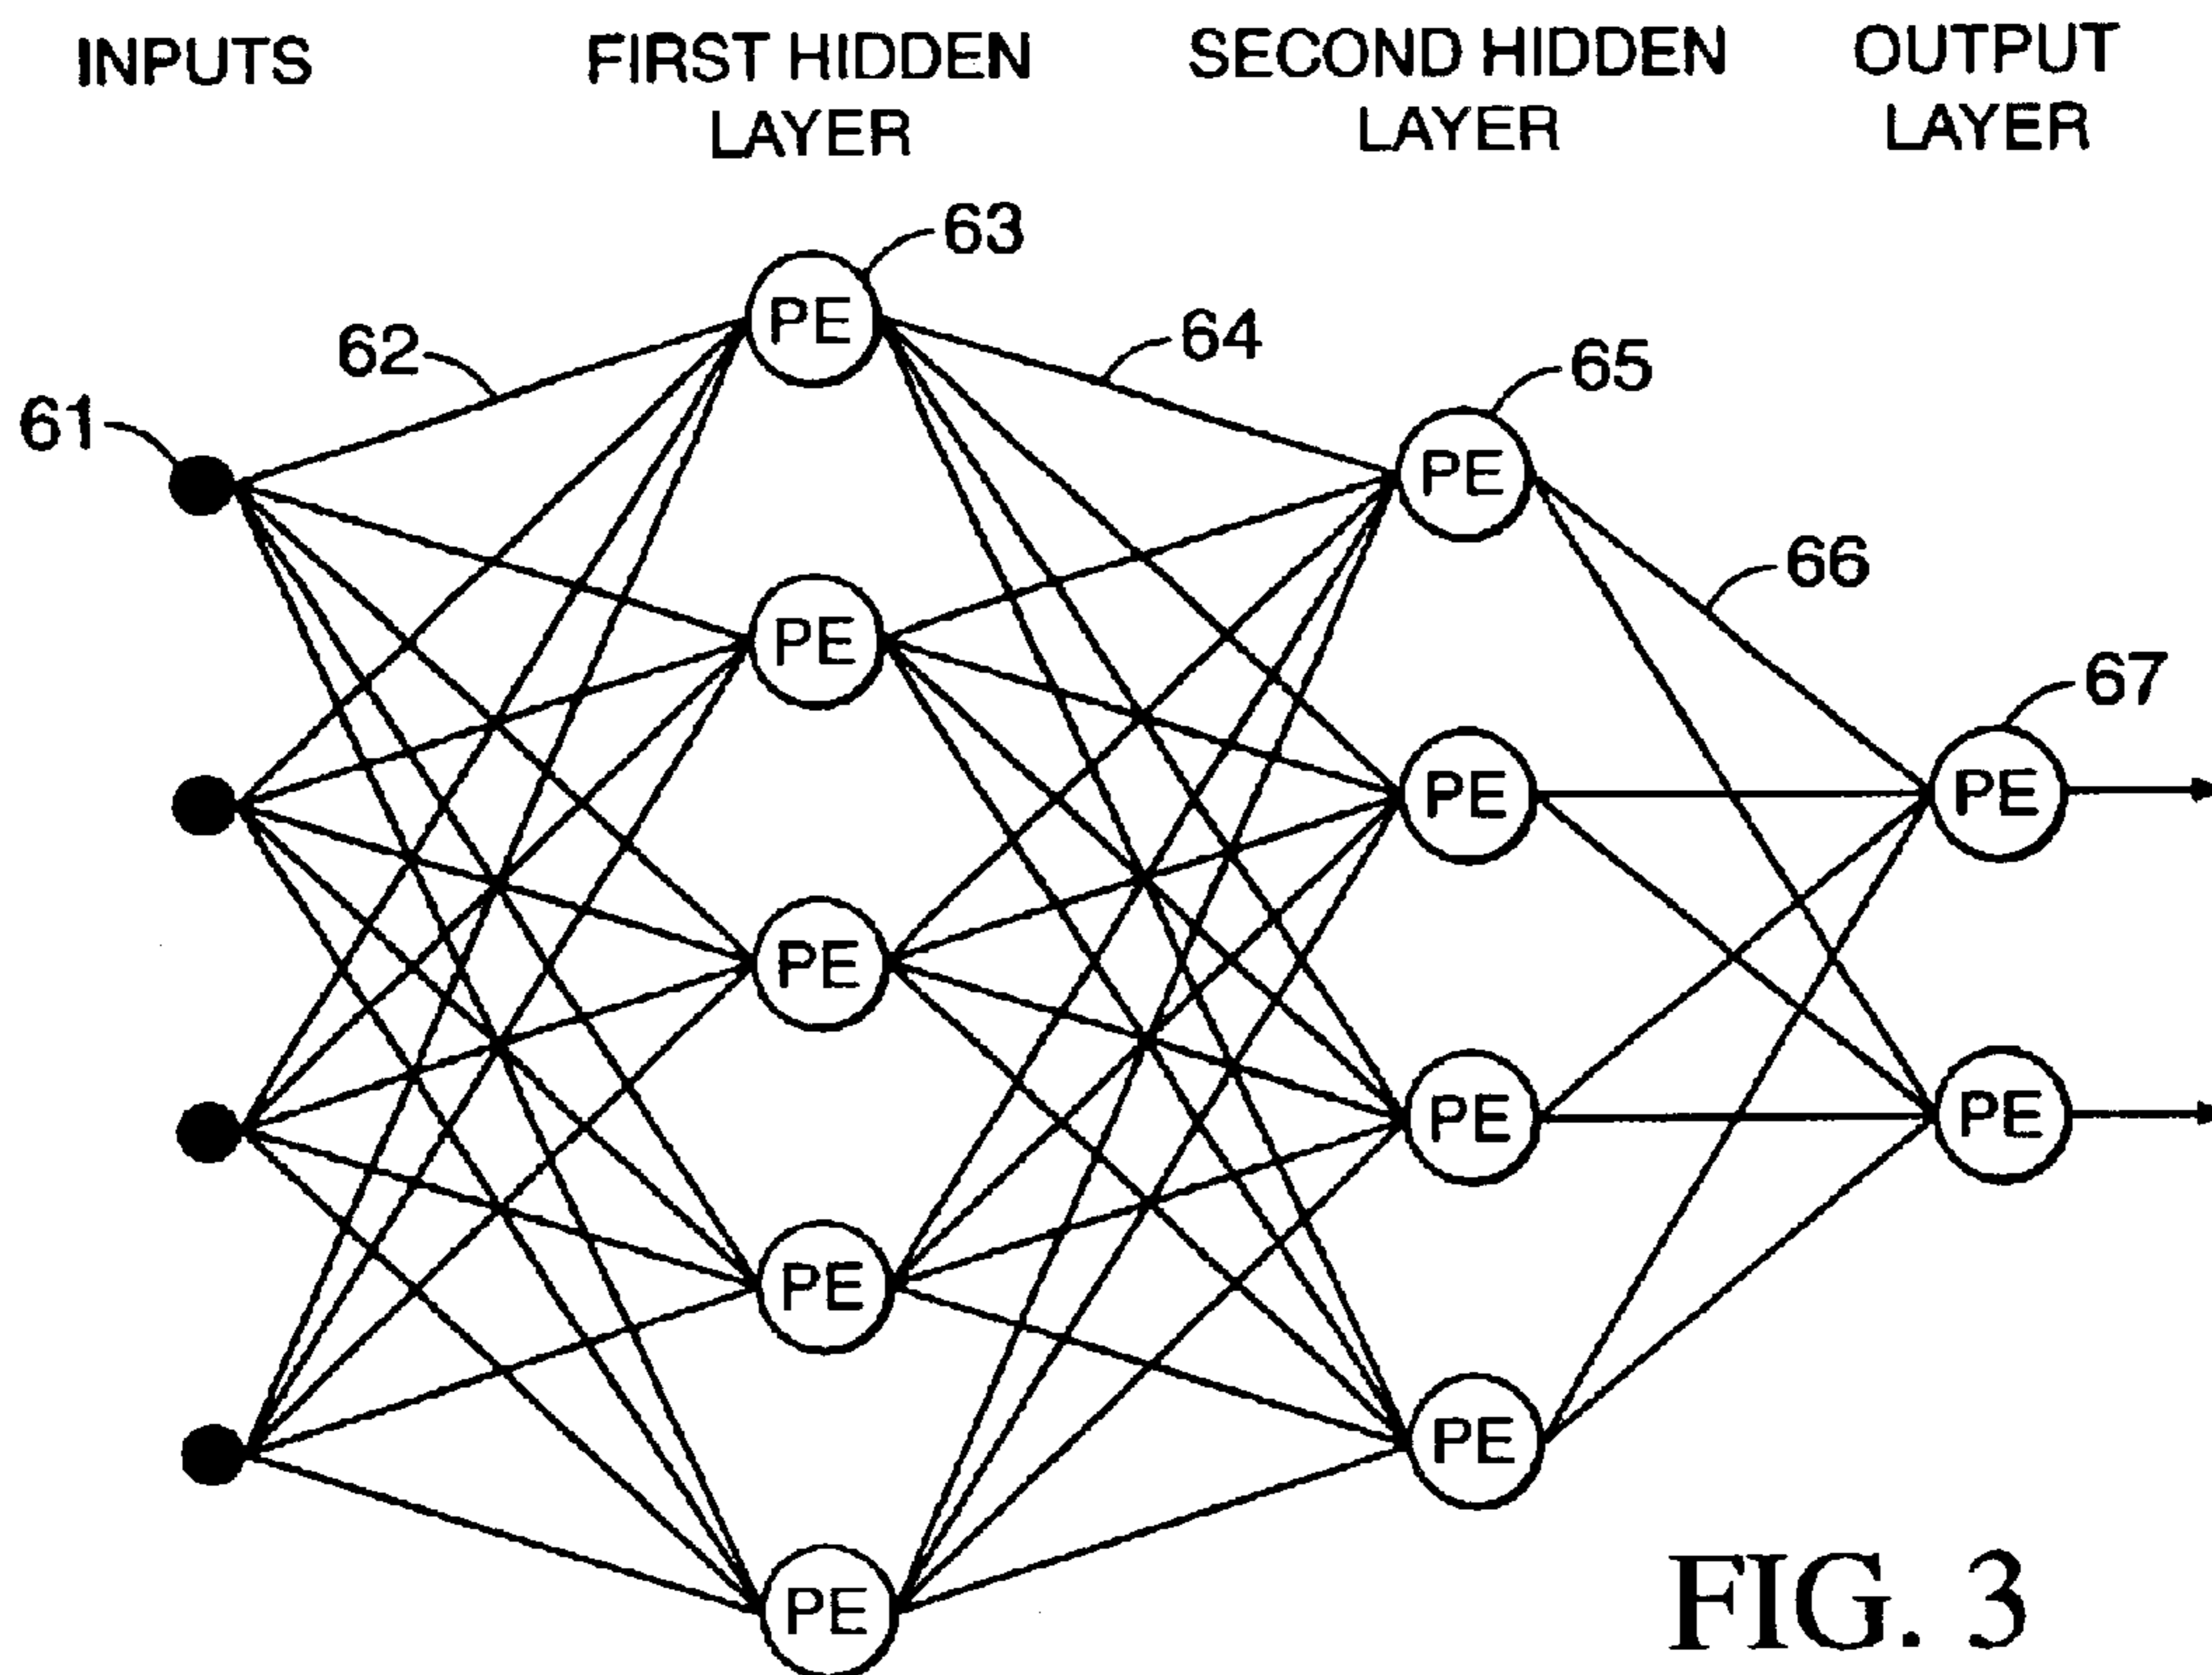 INPUTS
FIRST HIDDEN
LAYER
SECOND HIDDEN
LAYER
OUTPUT
LAYER
61
62
63
64
65
66
67
PE
PE
PE
PE
PE
PE
PE
PE
PE
PE
PE
FIG. 3